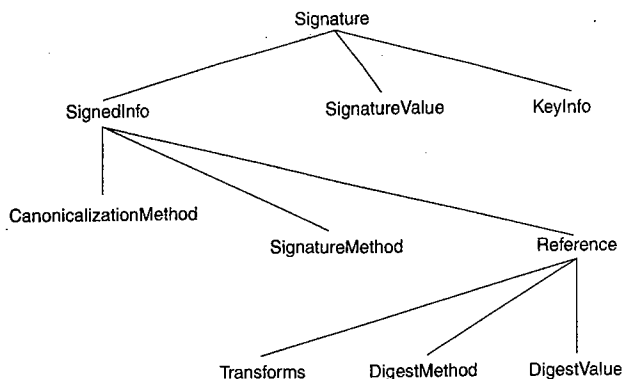 Signature
SignedInfo
SignatureValue
KeyInfo
CanonicalizationMethod
SignatureMethod
Reference
Transforms
DigestMethod
DigestValue